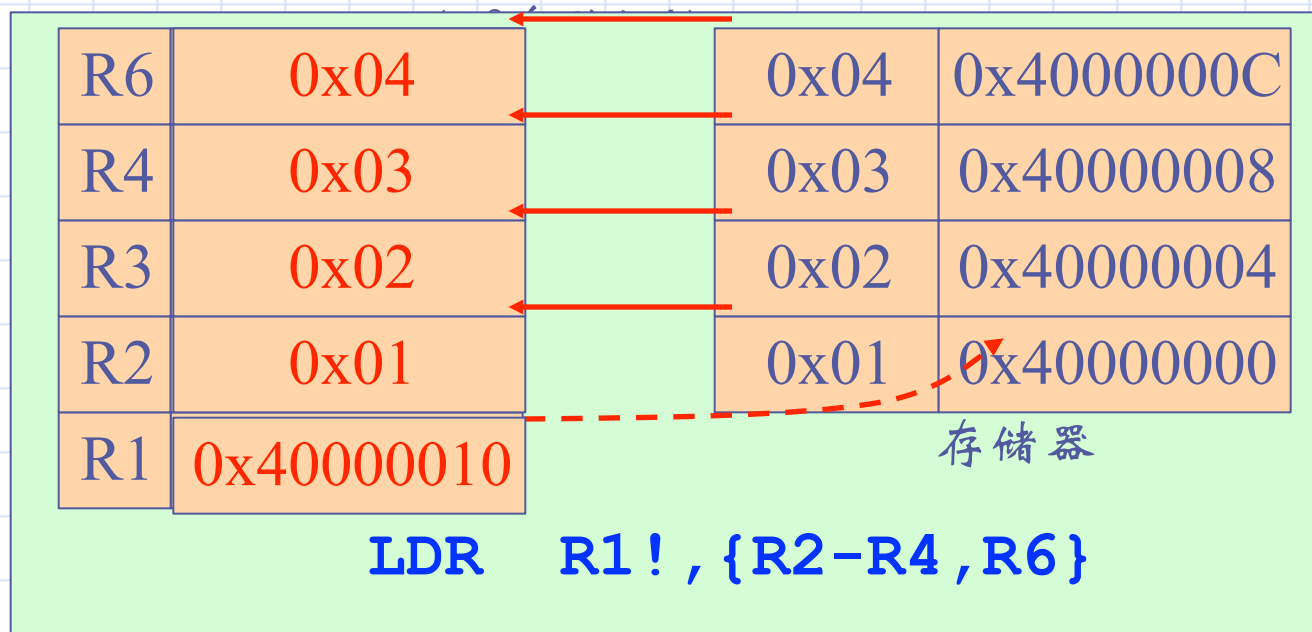 R6 0x04 0x04 0x4000000C
R4 0x03 0x03 0x40000008
R3 0x02 0x02 0x40000004
R2 0x01 0x01 0x40000000
R1 0x40000010
存储器
LDR R1!,{R2-R4,R6}